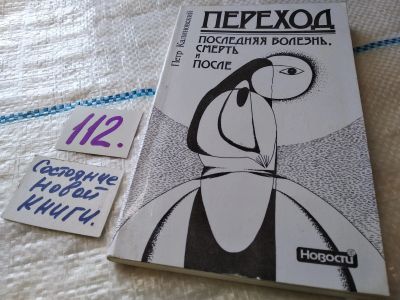 ПЕРЕХОД
ПОСЛЕДНЯЯ БОЛЕЗНЬ,
СМЕРТЬ И
ПОСЛЕ
Петр Калиновский
НОВОСТИ
112.
Состояние
новой
книги.